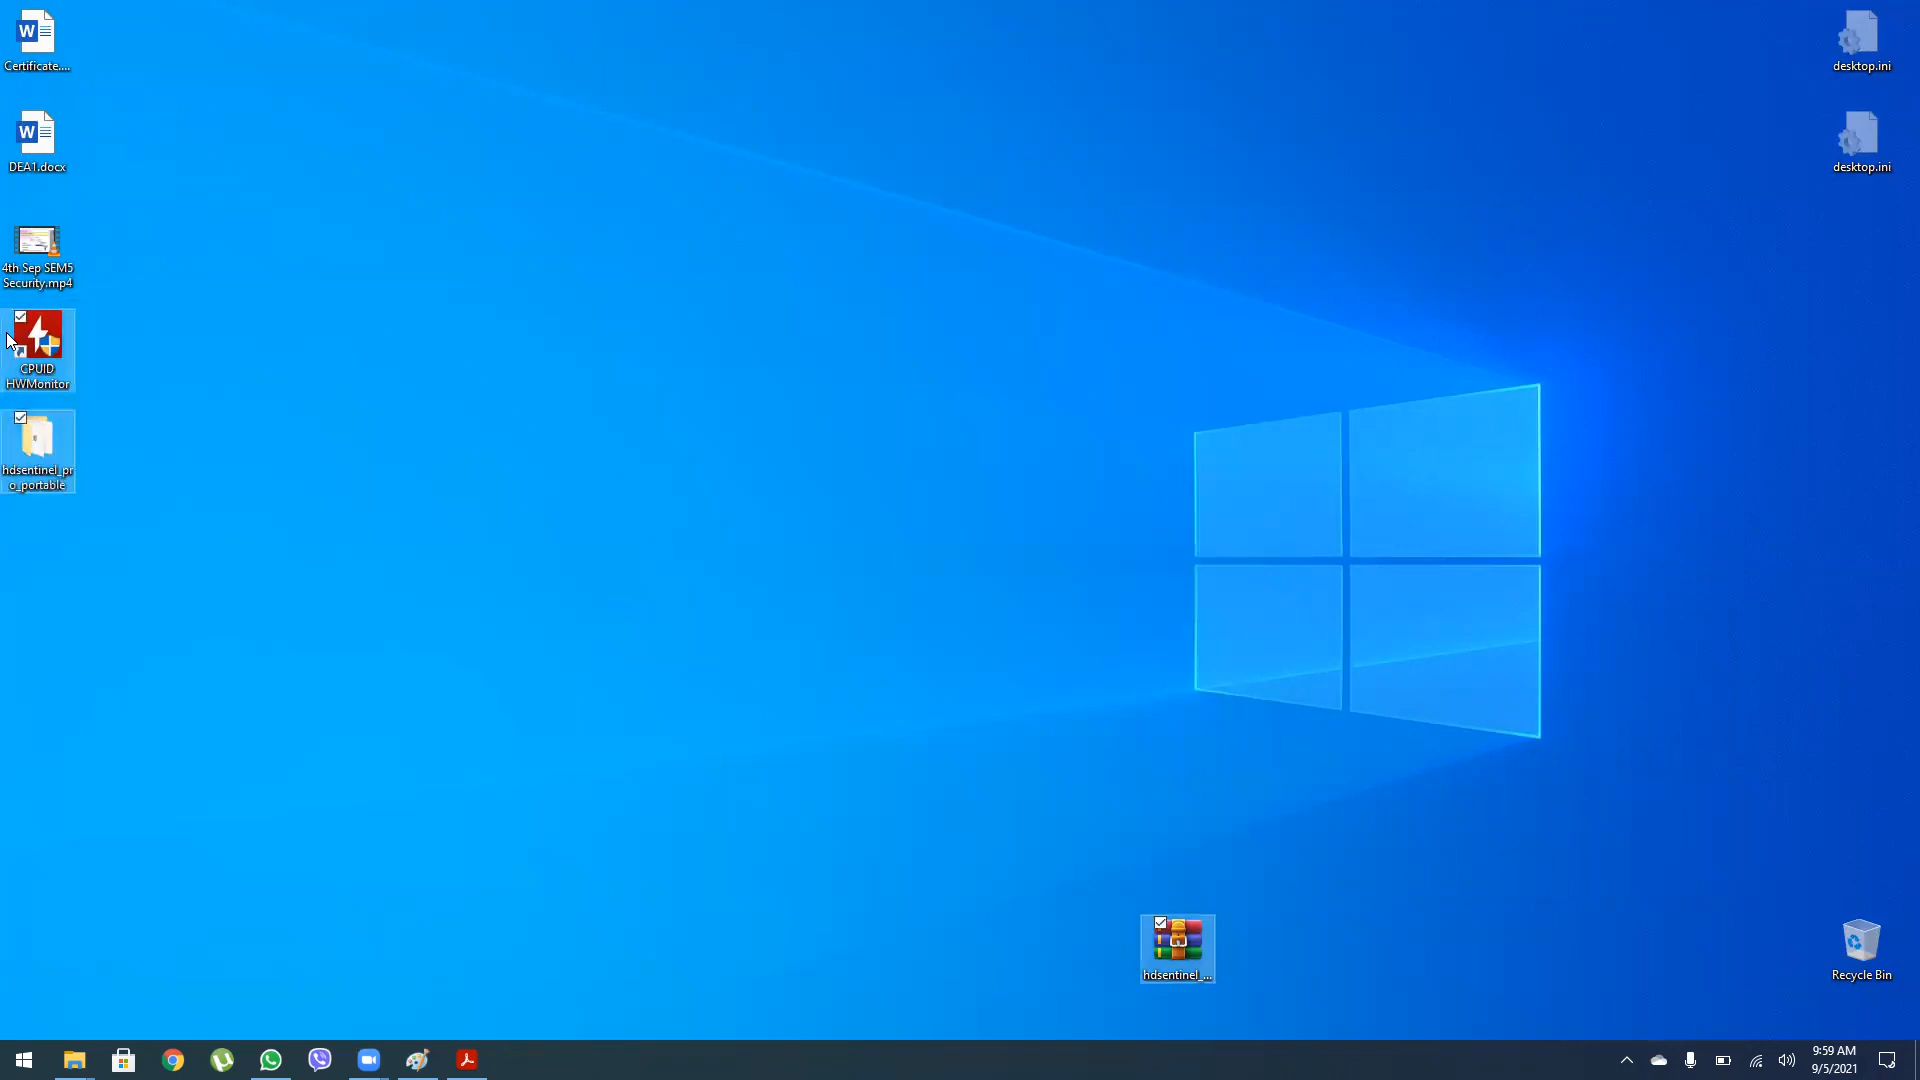 Certificate....
DEA1.docx
4th Sep SEM5
Security.mp4
CPUID
HWMonitor
hdsentinel_pr
o_portable
desktop.ini
desktop.ini
hdsentinel_...
Recycle Bin
9:59 AM
9/5/2021